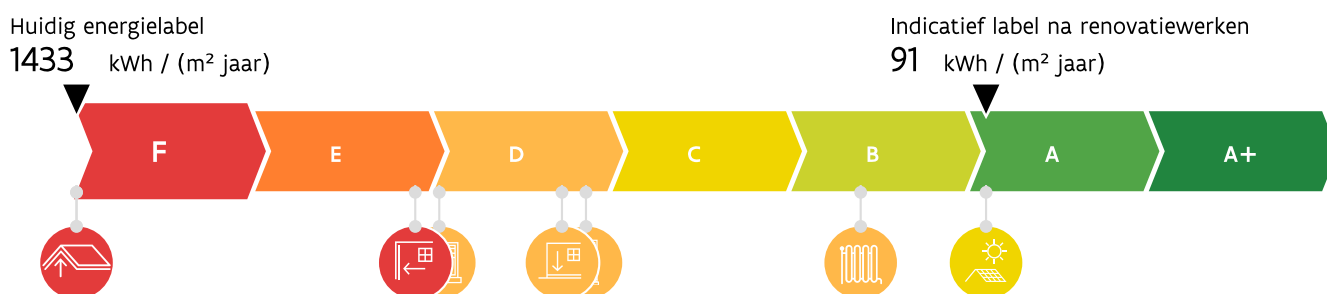 Huidig energielabel
1433 kWh / (m² jaar)
Indicatief label na renovatiewerken
91 kWh / (m² jaar)
F E D C B A A+